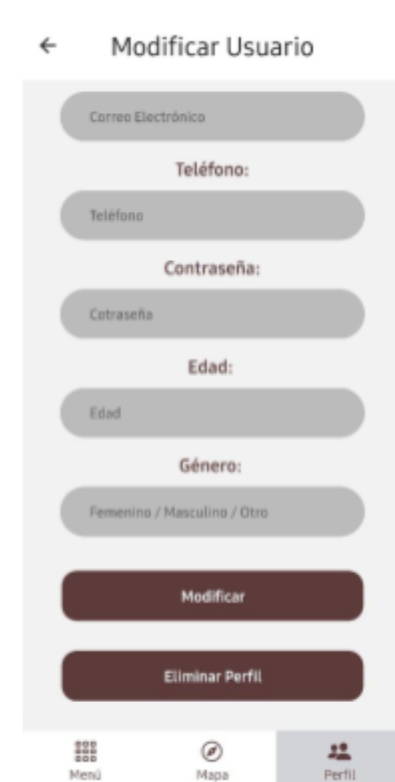 Modificar Usuario
Correo Electrónico
Teléfono:
Teléfono
Contraseña:
Cotraseña
Edad:
Edad
Género:
Femenino / Masculino / Otro
Modificar
Eliminar Perfil
Menú Mapa Perfil